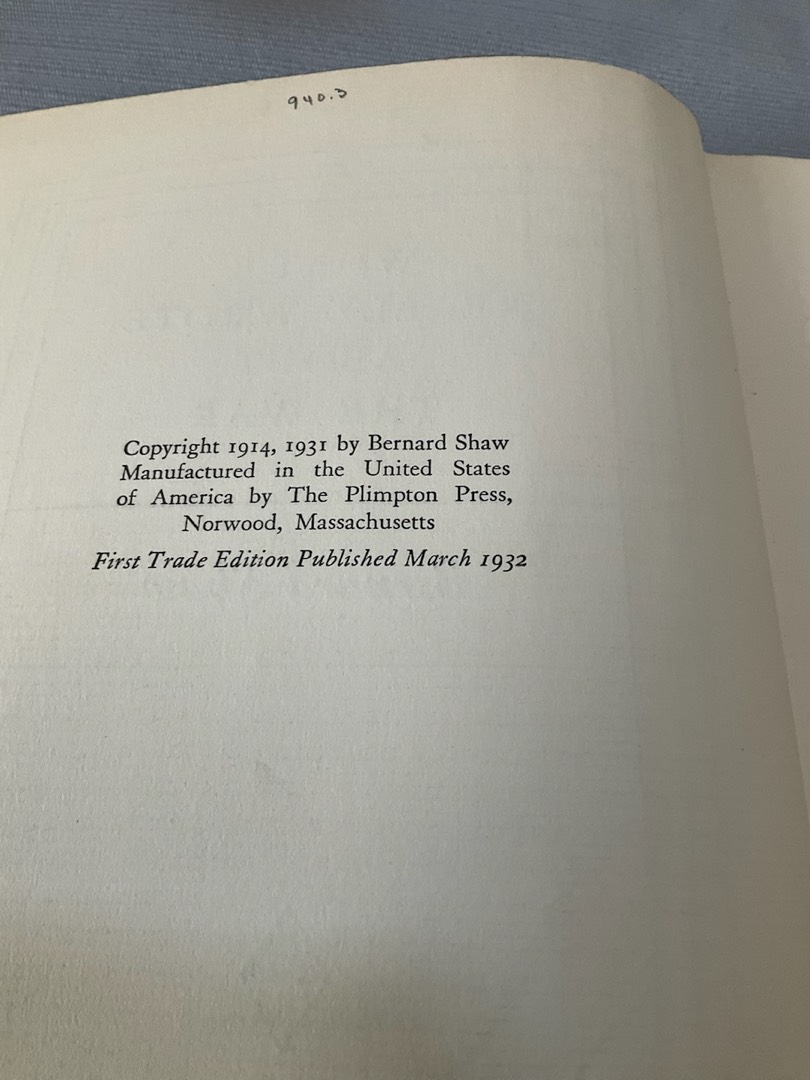 940.3
Copyright 1914, 1931 by Bernard Shaw
Manufactured in the United States
of America by The Plimpton Press,
Norwood, Massachusetts
First Trade Edition Published March 1932